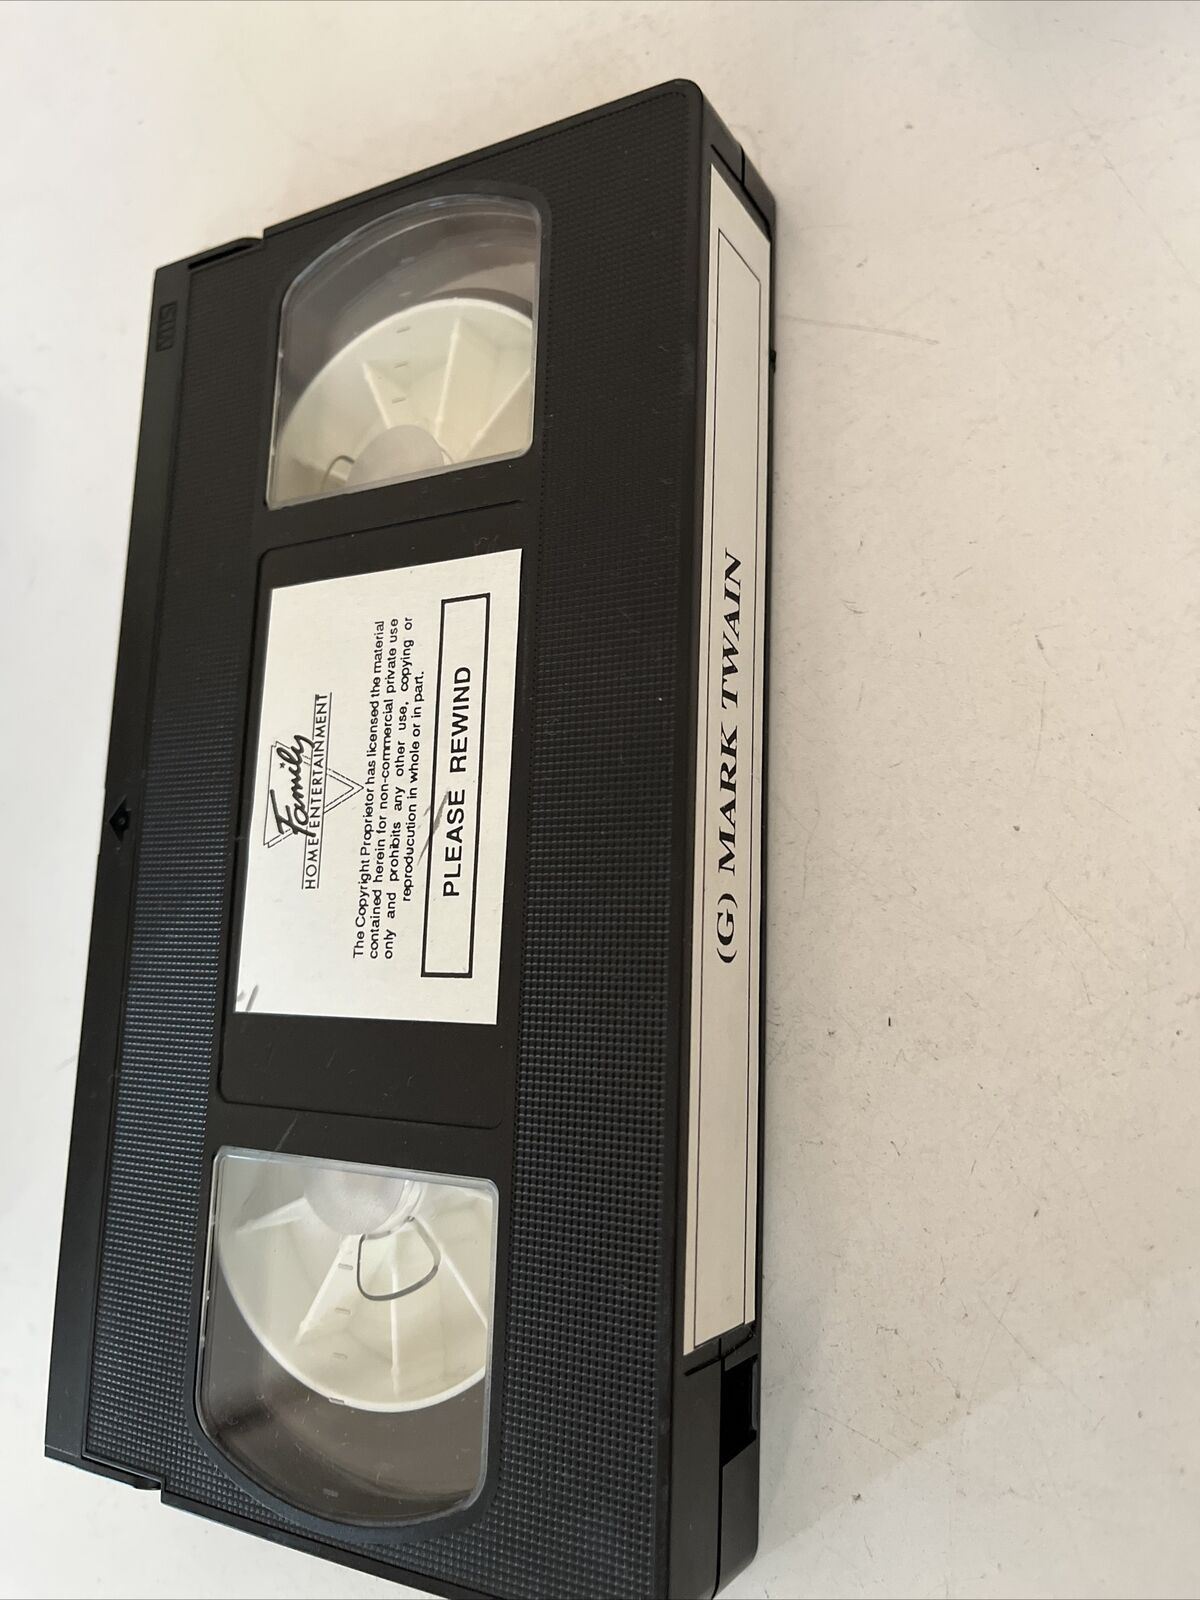 Family
HOME ENTERTAINMENT
The Copyright Proprietor has licensed the material
contained herein for non-commercial private use
only and prohibits any other use, copying or
reproducution in whole or in part.
PLEASE REWIND
(G) MARK TWAIN